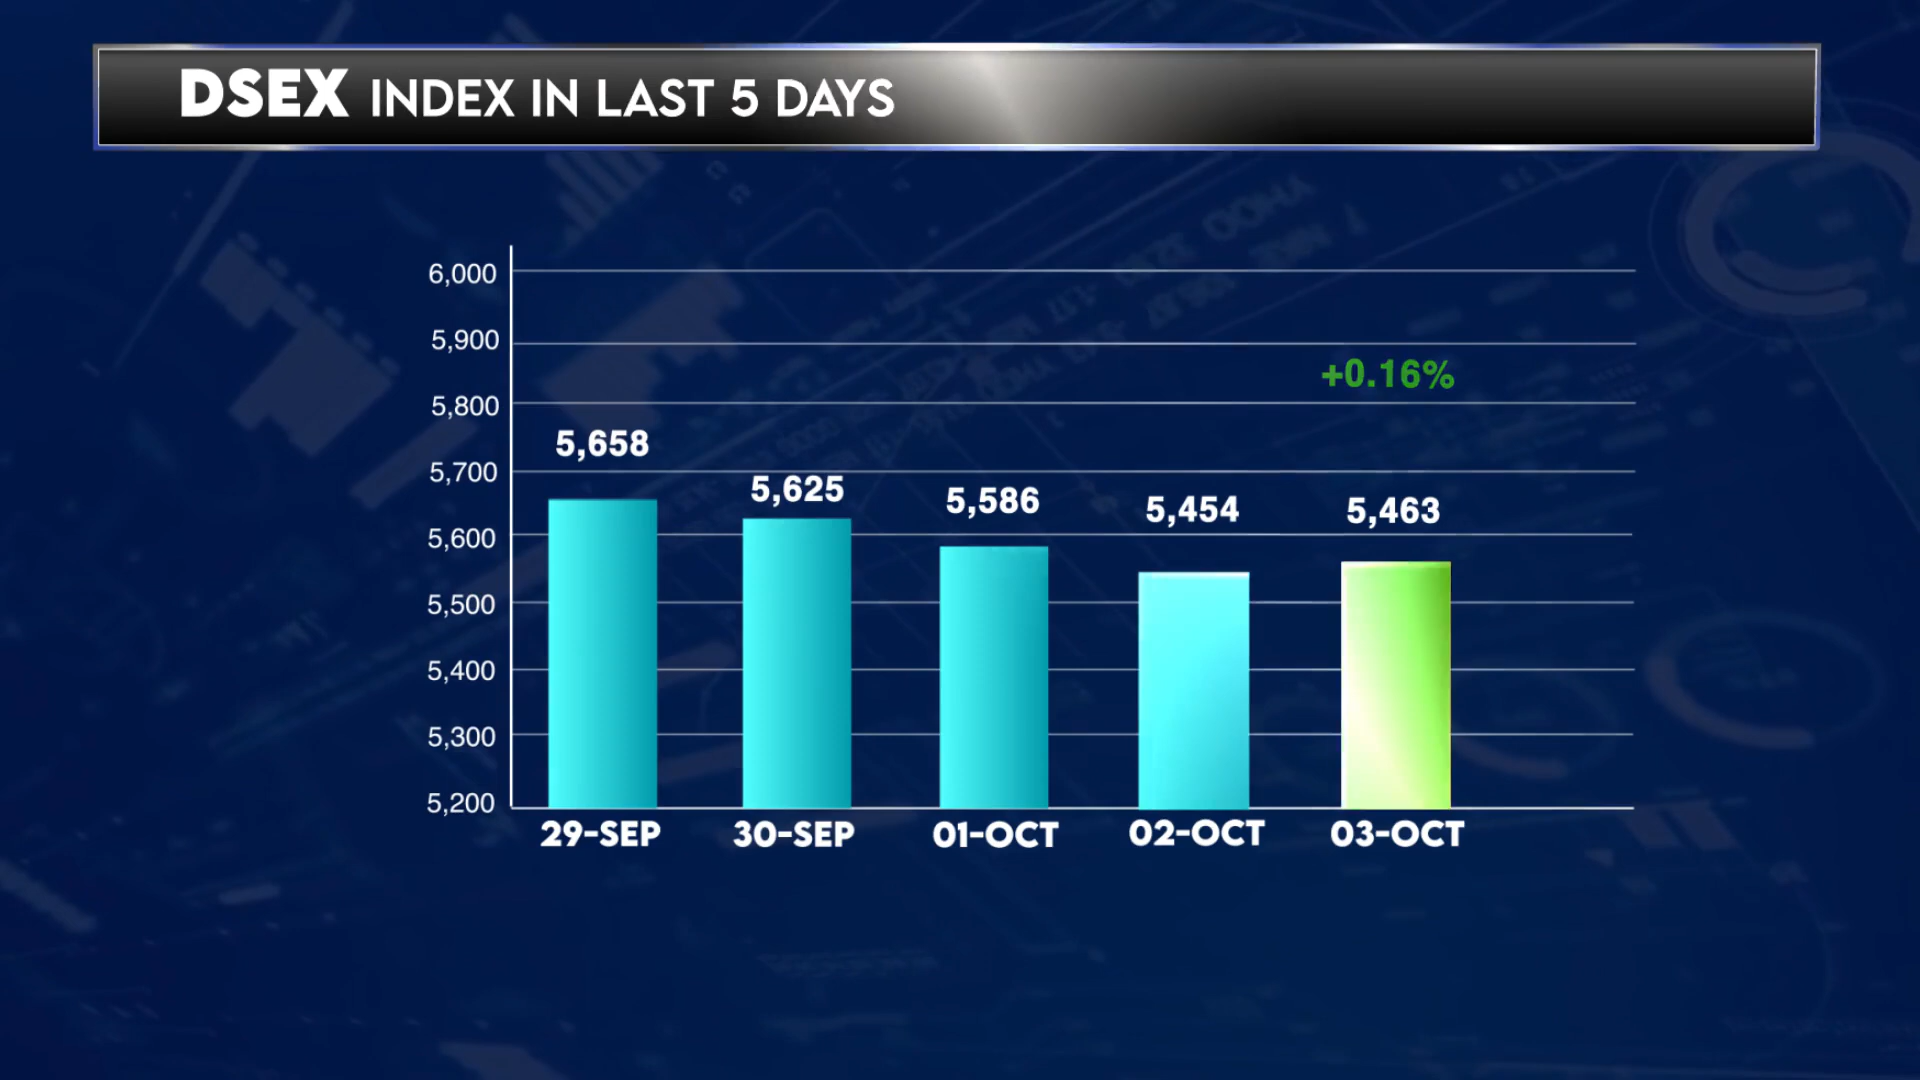 DSEX INDEX IN LAST 5 DAYS
6,000
5,900
+0.16%
5,800
5,658
5,700
5,625
5,586
5,454
5,463
5,600
5,500
5,400
5,300
5,200
29-SEP
30-SEP
01-OCT
02-OCT
03-OCT